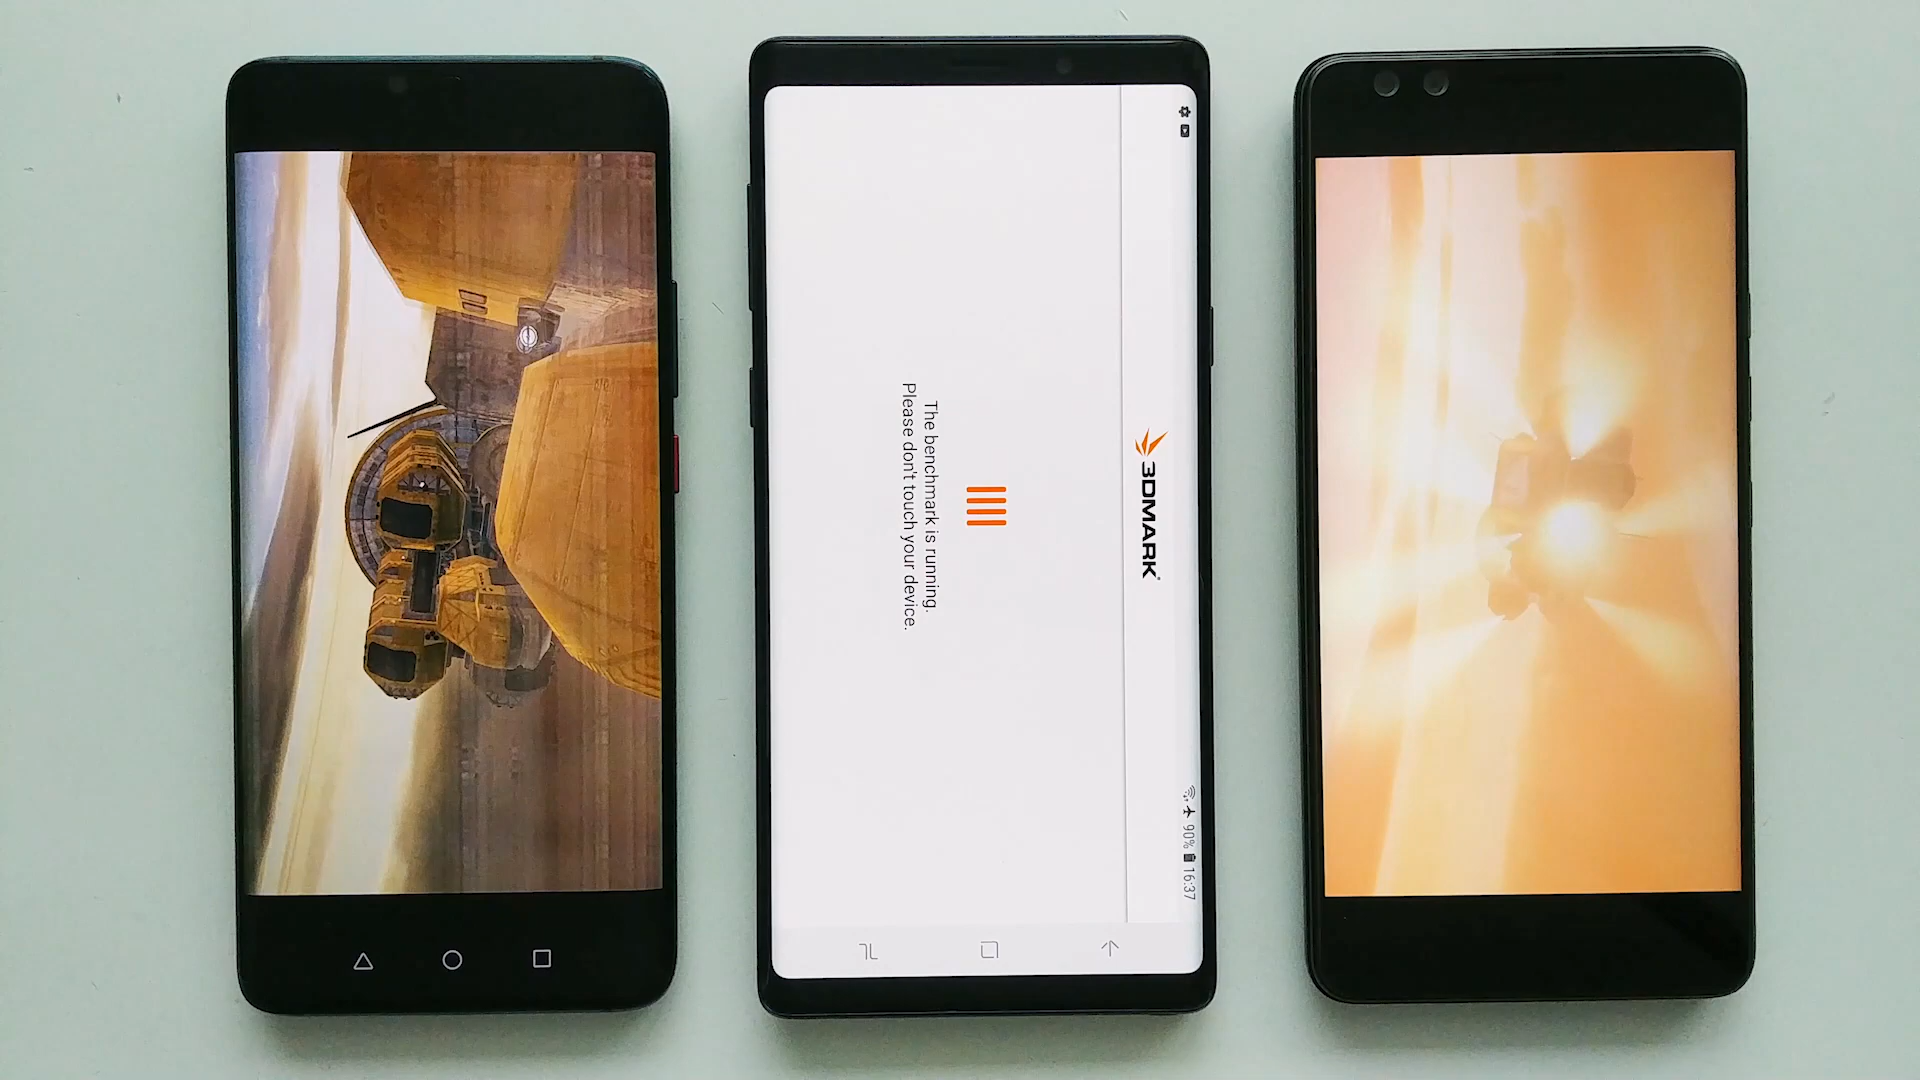 90% 16:37
3DMARK
The benchmark is running.
Please don't touch your device.